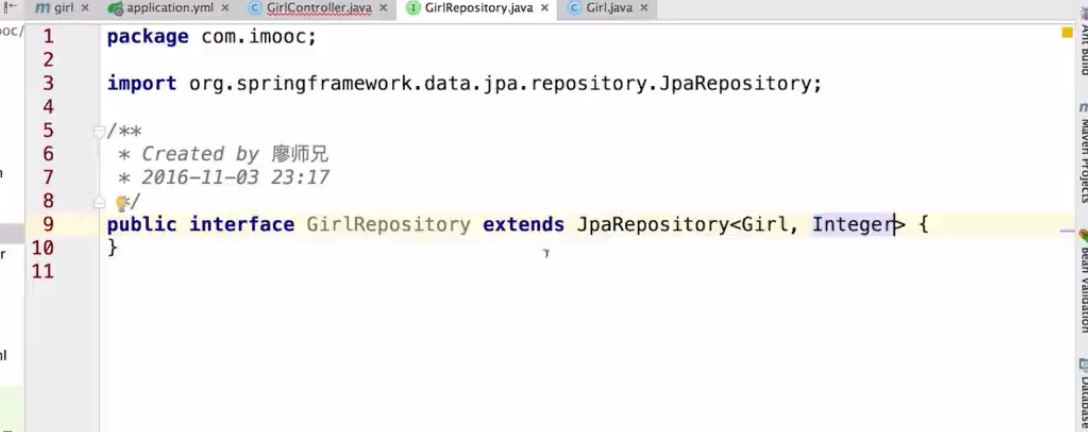 girl
application.yml
GirlController.java
GirlRepository.java
Girl.java
1 package com.imooc;
2
3 import org.springframework.data.jpa.repository.JpaRepository;
4
5 /**
6 * Created by 廖师兄
7 * 2016-11-03 23:17
8 */
9 public interface GirlRepository extends JpaRepository<Girl, Integer> {
10 }
11
Ant Build
Maven Projects
Bean Validation
Database